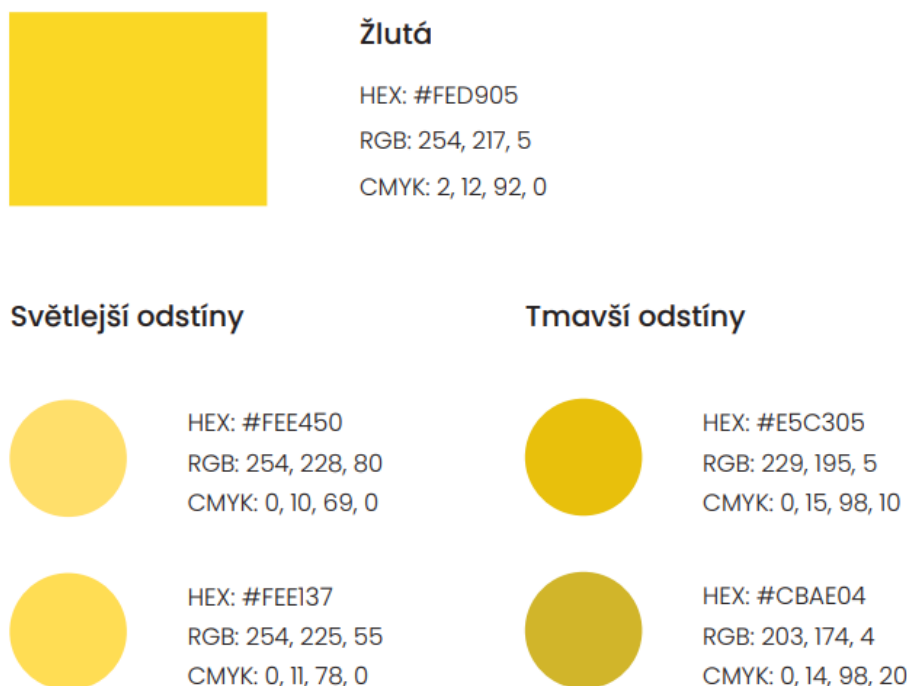 Žlutá
HEX: #FED905
RGB: 254, 217, 5
CMYK: 2, 12, 92, 0
Světlejší odstíny
HEX: #FEE450
RGB: 254, 228, 80
CMYK: 0, 10, 69, 0
HEX: #FEE137
RGB: 254, 225, 55
CMYK: 0, 11, 78, 0
Tmavší odstíny
HEX: #E5C305
RGB: 229, 195, 5
CMYK: 0, 15, 98, 10
HEX: #CBAE04
RGB: 203, 174, 4
CMYK: 0, 14, 98, 20